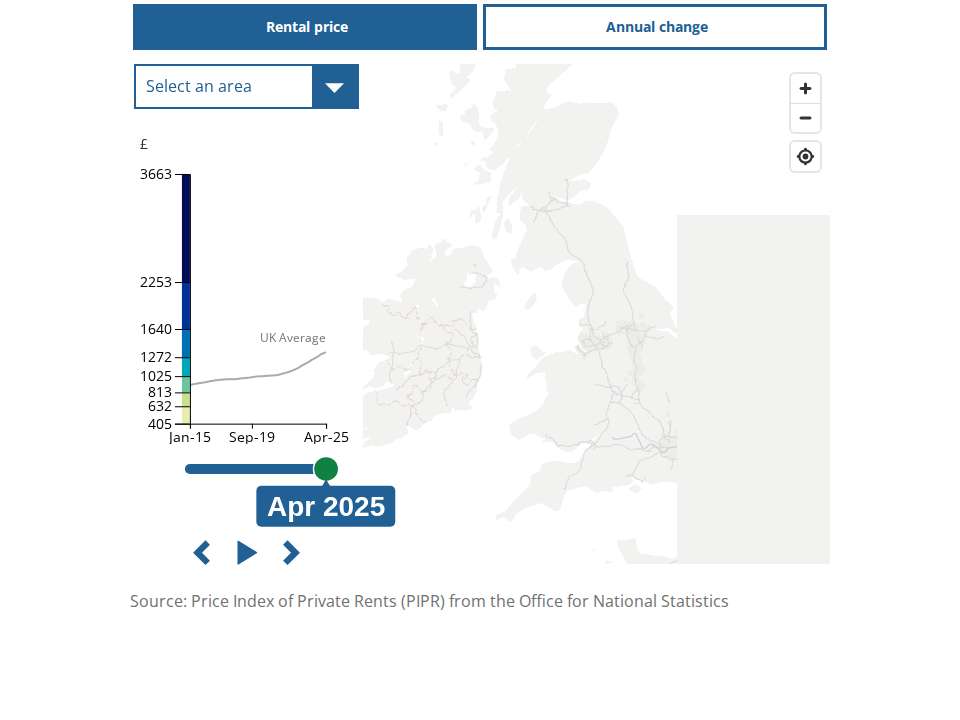 Rental price
Annual change
Select an area
£
3663
2253
1640
1272
1025
813
632
405
UK Average
Jan-15
Sep-19
Apr-25
Apr 2025
Source: Price Index of Private Rents (PIPR) from the Office for National Statistics